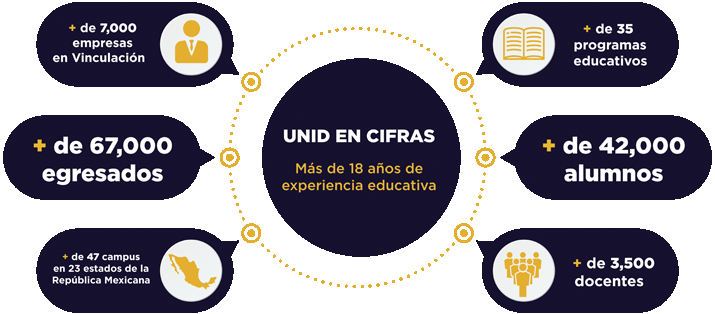 + de 7,000
empresas
en Vinculación
+ de 67,000
egresados
+ de 47 campus
en 23 estados de la
República Mexicana
UNID EN CIFRAS
Más de 18 años de
experiencia educativa
+ de 35
programas
educativos
+ de 42,000
alumnos
+ de 3,500
docentes